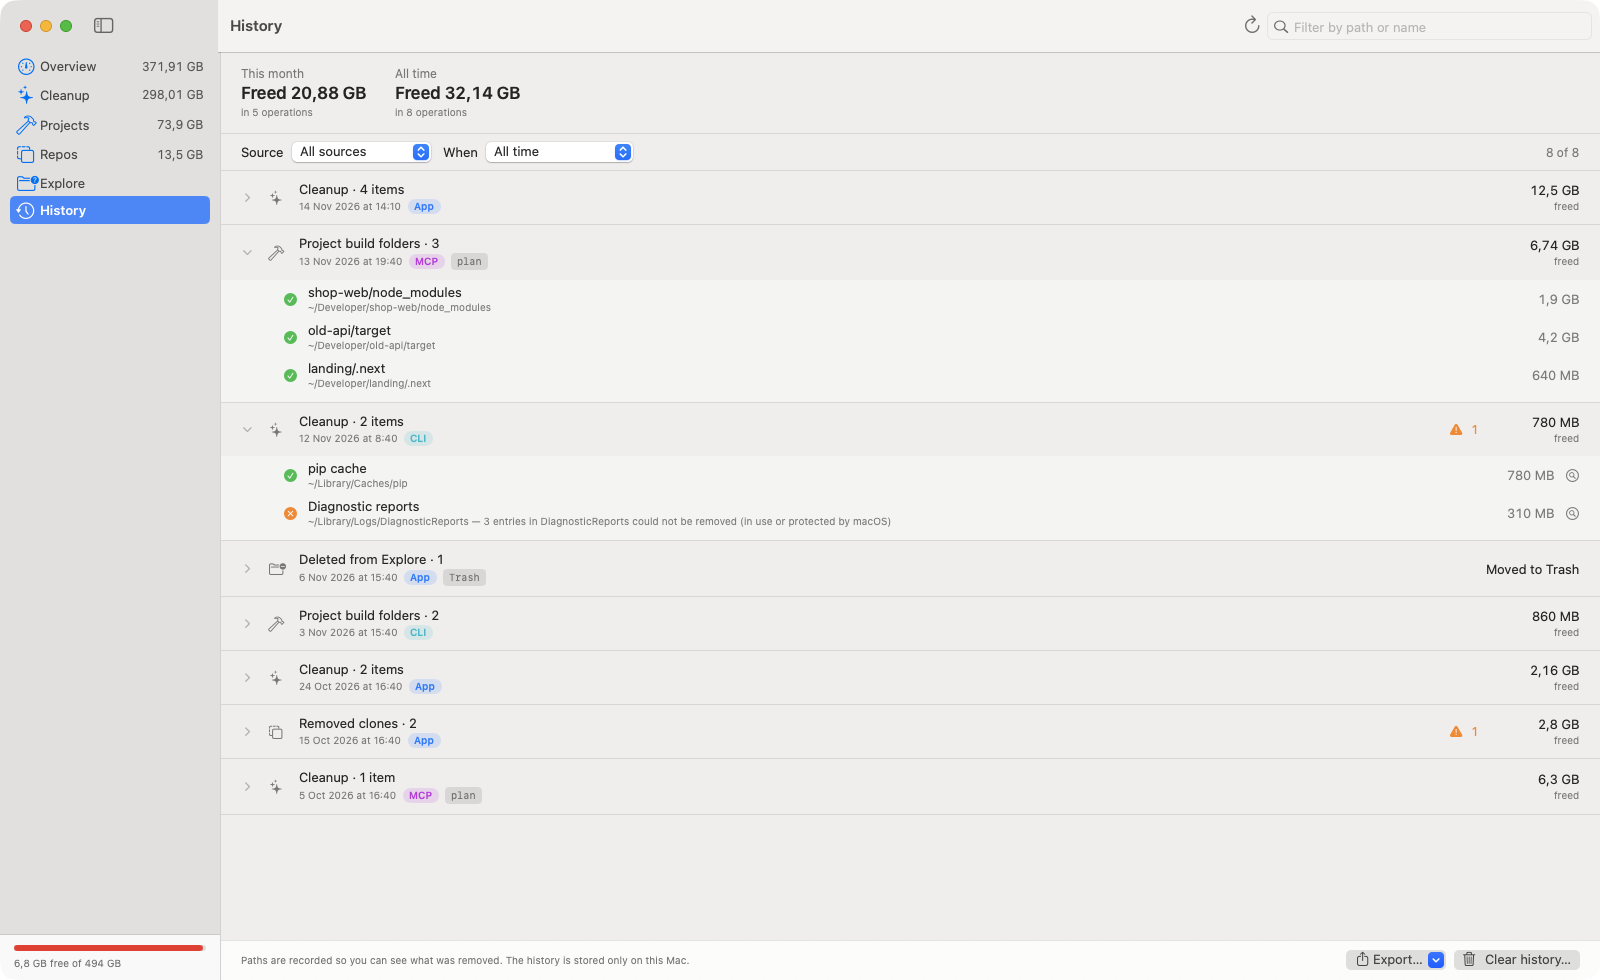 History
Filter by path or name
Overview 371,91 GB
Cleanup 298,01 GB
Projects 73,9 GB
Repos 13,5 GB
Explore
History
6,8 GB free of 494 GB
This month
Freed 20,88 GB
in 5 operations
All time
Freed 32,14 GB
in 8 operations
Source All sources When All time 8 of 8
Cleanup · 4 items 12,5 GB
14 Nov 2026 at 14:10 App freed
Project build folders · 3 6,74 GB
13 Nov 2026 at 19:40 MCP plan freed
shop-web/node_modules 1,9 GB
~/Developer/shop-web/node_modules
old-api/target 4,2 GB
~/Developer/old-api/target
landing/.next 640 MB
~/Developer/landing/.next
Cleanup · 2 items 1 780 MB
12 Nov 2026 at 8:40 CLI freed
pip cache 780 MB
~/Library/Caches/pip
Diagnostic reports 310 MB
~/Library/Logs/DiagnosticReports — 3 entries in DiagnosticReports could not be removed (in use or protected by macOS)
Deleted from Explore · 1 Moved to Trash
6 Nov 2026 at 15:40 App Trash
Project build folders · 2 860 MB
3 Nov 2026 at 15:40 CLI freed
Cleanup · 2 items 2,16 GB
24 Oct 2026 at 16:40 App freed
Removed clones · 2 1 2,8 GB
15 Oct 2026 at 16:40 App freed
Cleanup · 1 item 6,3 GB
5 Oct 2026 at 16:40 MCP plan freed
Paths are recorded so you can see what was removed. The history is stored only on this Mac.
Export... Clear history...